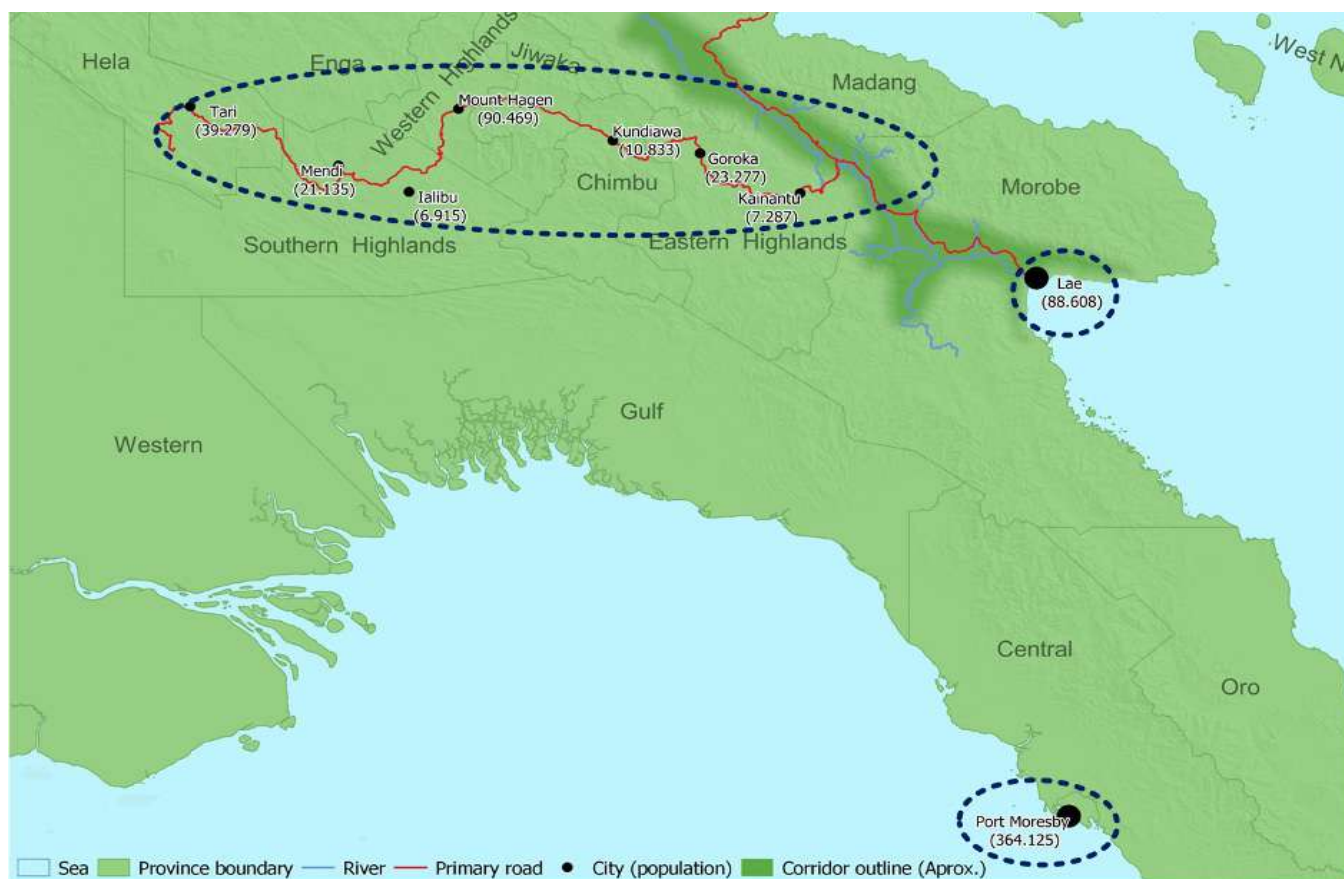 West N
Hela
Enga
Western Highlands
Jiwaka
Madang
Tari
(39.279)
Mount Hagen
(90.469)
Kundiawa
(10.833)
Goroka
(23.277)
Mendi
(21.135)
Ialibu
(6.915)
Chimbu
Kainantu
(7.287)
Morobe
Southern Highlands
Eastern Highlands
Lae
(88.608)
Gulf
Western
Central
Oro
Port Moresby
(364.125)
Sea Province boundary River Primary road City (population) Corridor outline (Aprox.)